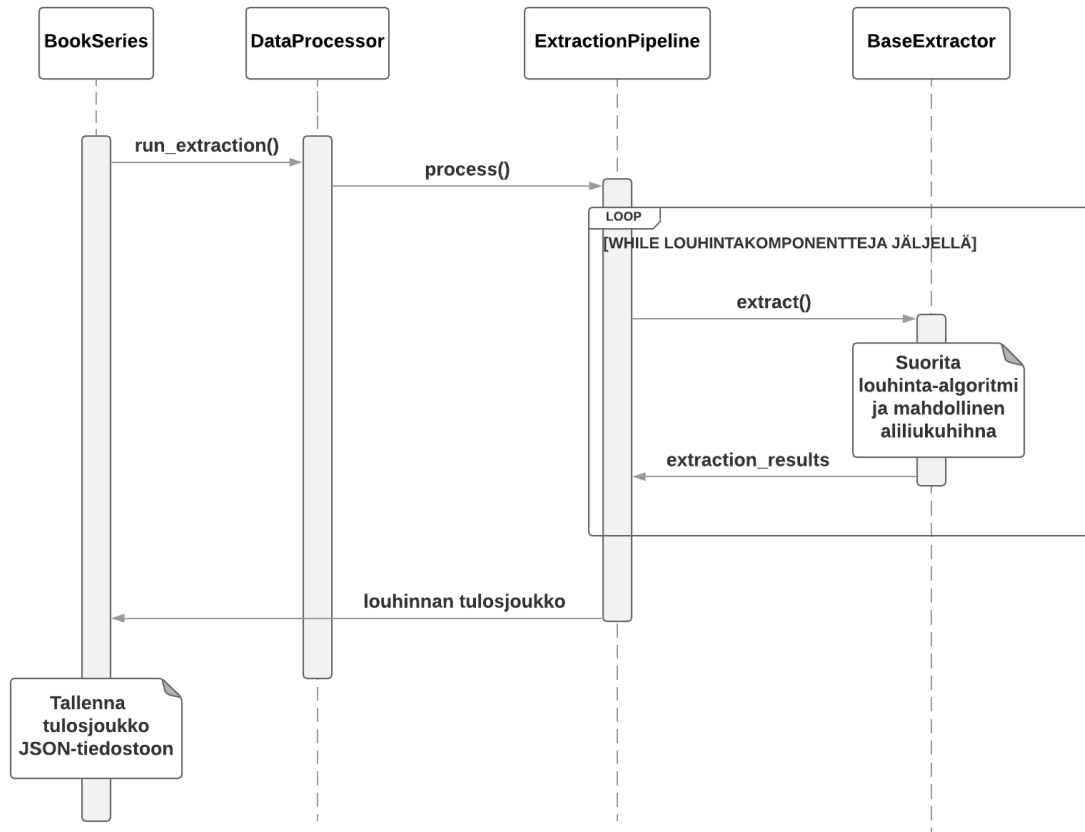 BookSeries
DataProcessor
ExtractionPipeline
BaseExtractor
run_extraction()
process()
LOOP
[WHILE LOUHINTAKOMPONENTTEJA JÄLJELLÄ]
extract()
Suorita
louhinta-algoritmi
ja mahdollinen
aliliukuhihna
extraction_results
louhinnan tulosjoukko
Tallenna
tulosjoukko
JSON-tiedostoon